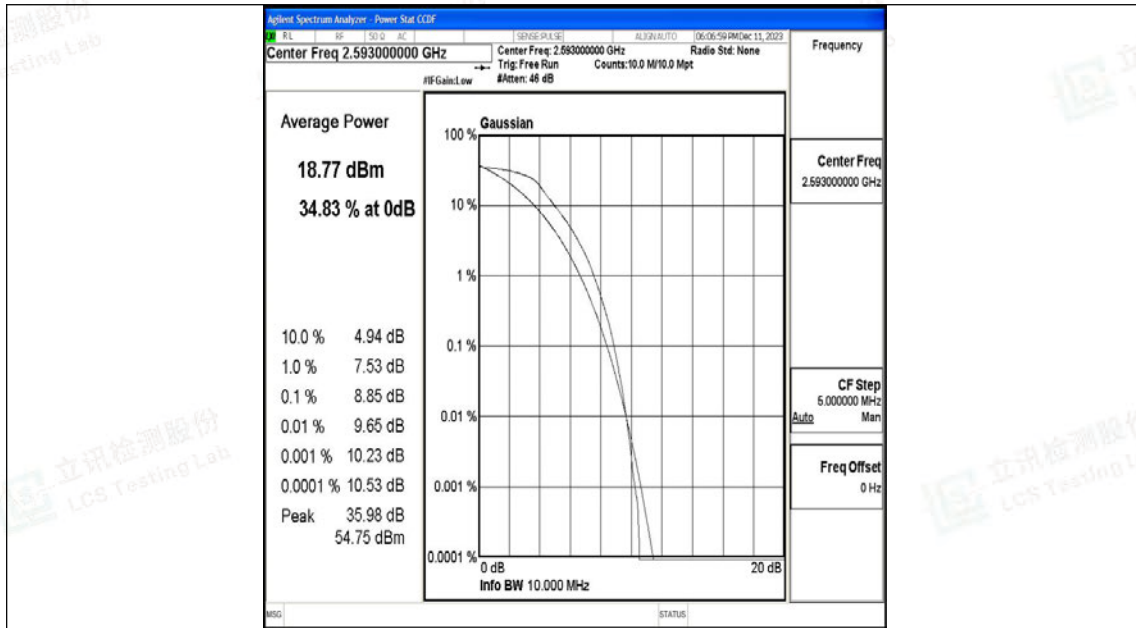 Agilent Spectrum Analyzer - Power Stat CCDF
RL RF 50 Ω AC SENSE:PULSE ALIGNAUTO 06:06:59 PM Dec 11, 2023
Center Freq 2.593000000 GHz
Center Freq: 2.593000000 GHz Radio Std: None
Trig: Free Run Counts:10.0 M/10.0 Mpt
#IFGain:Low #Atten: 46 dB
Frequency
Average Power
18.77 dBm
34.83 % at 0dB
10.0 % 4.94 dB
1.0 % 7.53 dB
0.1 % 8.85 dB
0.01 % 9.65 dB
0.001 % 10.23 dB
0.0001 % 10.53 dB
Peak 35.98 dB
54.75 dBm
Gaussian
100 %
10 %
1 %
0.1 %
0.01 %
0.001 %
0.0001 %
0 dB 20 dB
Info BW 10.000 MHz
Center Freq
2.593000000 GHz
CF Step
5.000000 MHz
Auto Man
Freq Offset
0 Hz
MSG STATUS
立讯检测股份
LCS Testing Lab
立讯检测股份
LCS Testing L